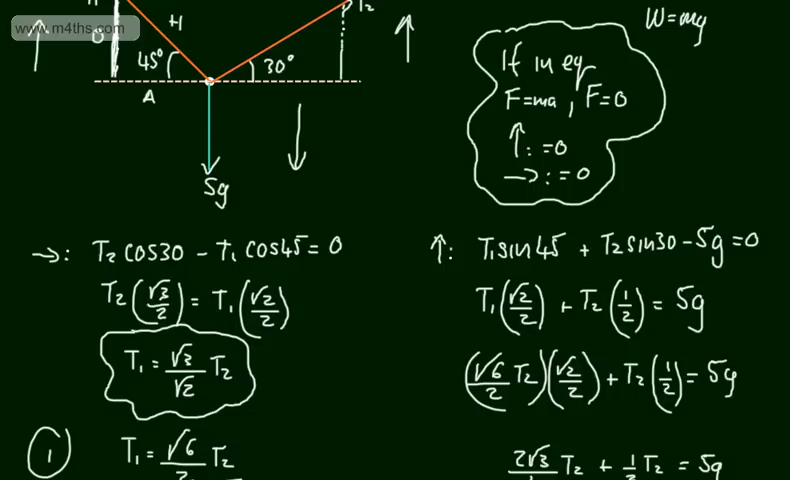 www.m4ths.com
H
T₂
W=mg
45°
30°
A
If in eq
F=ma, F=0
↑: =0
→: =0
5g
→: T₂ cos30 - T₁ cos45 = 0
↑: T₁ sin45 + T₂ sin30 - 5g = 0
T₂ (√3/2) = T₁ (√2/2)
T₁ (√2/2) + T₂ (1/2) = 5g
T₁ = √3/√2 T₂
(√6/2 T₂)(√2/2) + T₂ (1/2) = 5g
1
T₁ = √6/2 T₂
2√3 T₂ + 1/2 T₂ = 5g